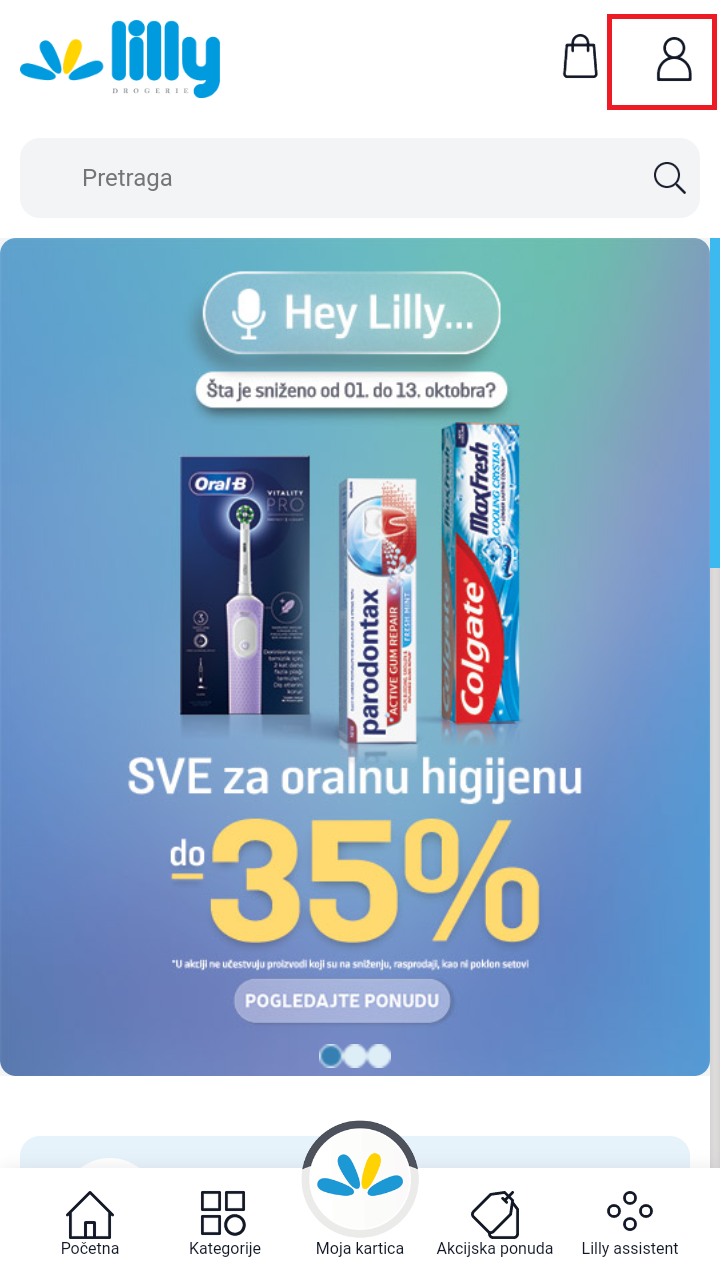 lilly
DROGERIE
Pretraga
Hey Lilly...
Šta je sniženo od 01. do 13. oktobra?
Oral-B
VITALITY
PRO
parodontax
ACTIVE GUM REPAIR
FRESH MINT
MaxFresh
COOLING CRYSTALS
Colgate
SVE za oralnu higijenu
do
35%
*U akciji ne učestvuju proizvodi koji su na sniženju, rasprodaji, kao ni poklon setovi
POGLEDAJTE PONUDU
Početna
Kategorije
Moja kartica
Akcijska ponuda
Lilly assistent